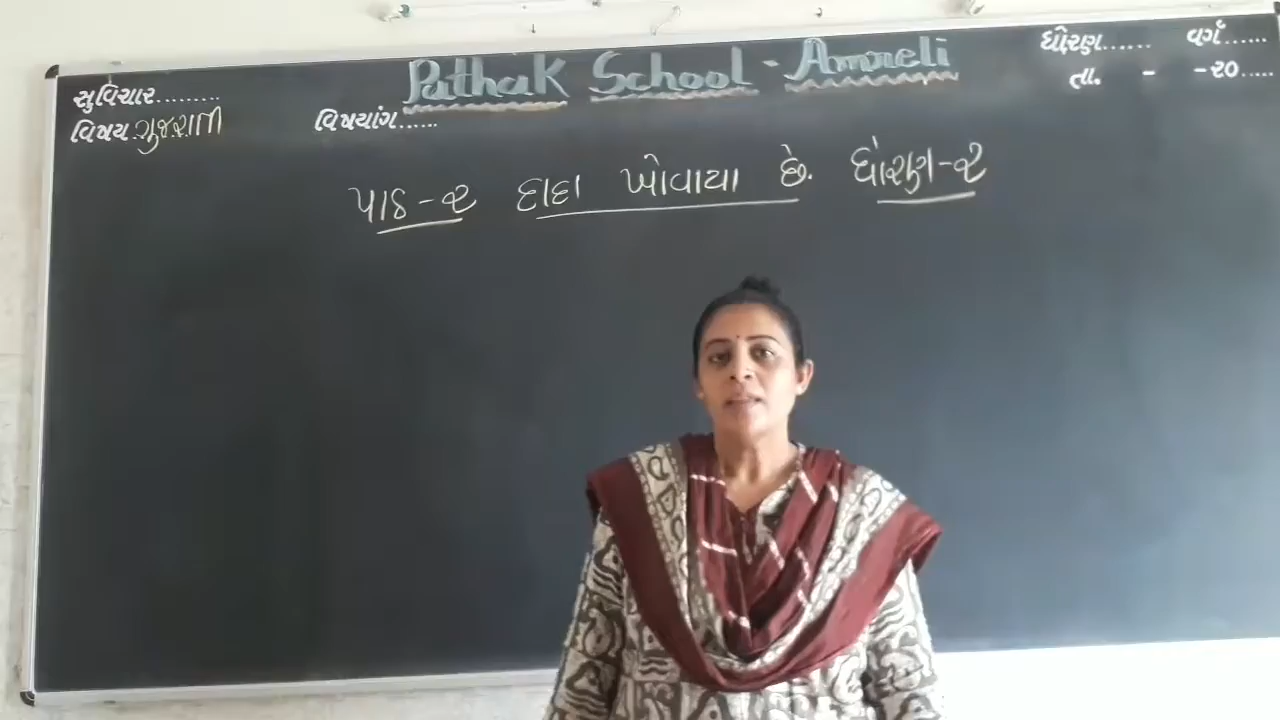 Pathak School - Amreli
સુવિચાર.........
ધોરણ...... વર્ગ......
વિષય ગુજરાતી
વિષયાંગ......
તા. - -૨૦.....
પાઠ-૨ દાદા ખોવાયા છે. ધોરણ-૨